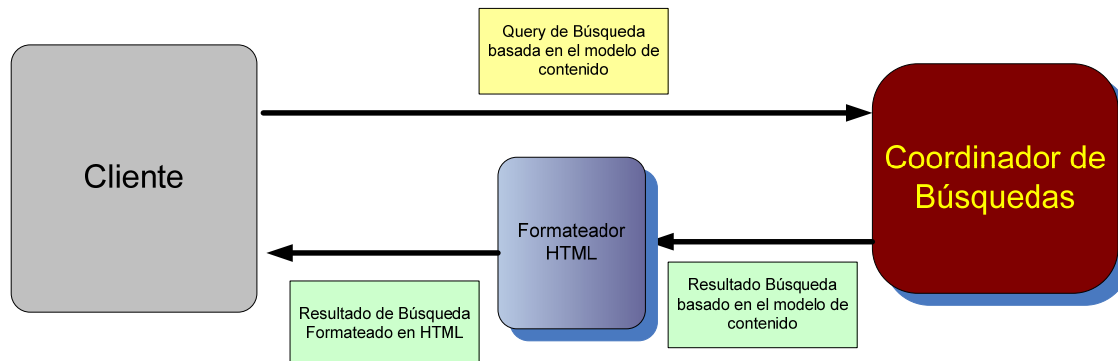 Query de Búsqueda
basada en el modelo de
contenido
Cliente
Coordinador de
Búsquedas
Formateador
HTML
Resultado de Búsqueda
Formateado en HTML
Resultado Búsqueda
basado en el modelo de
contenido